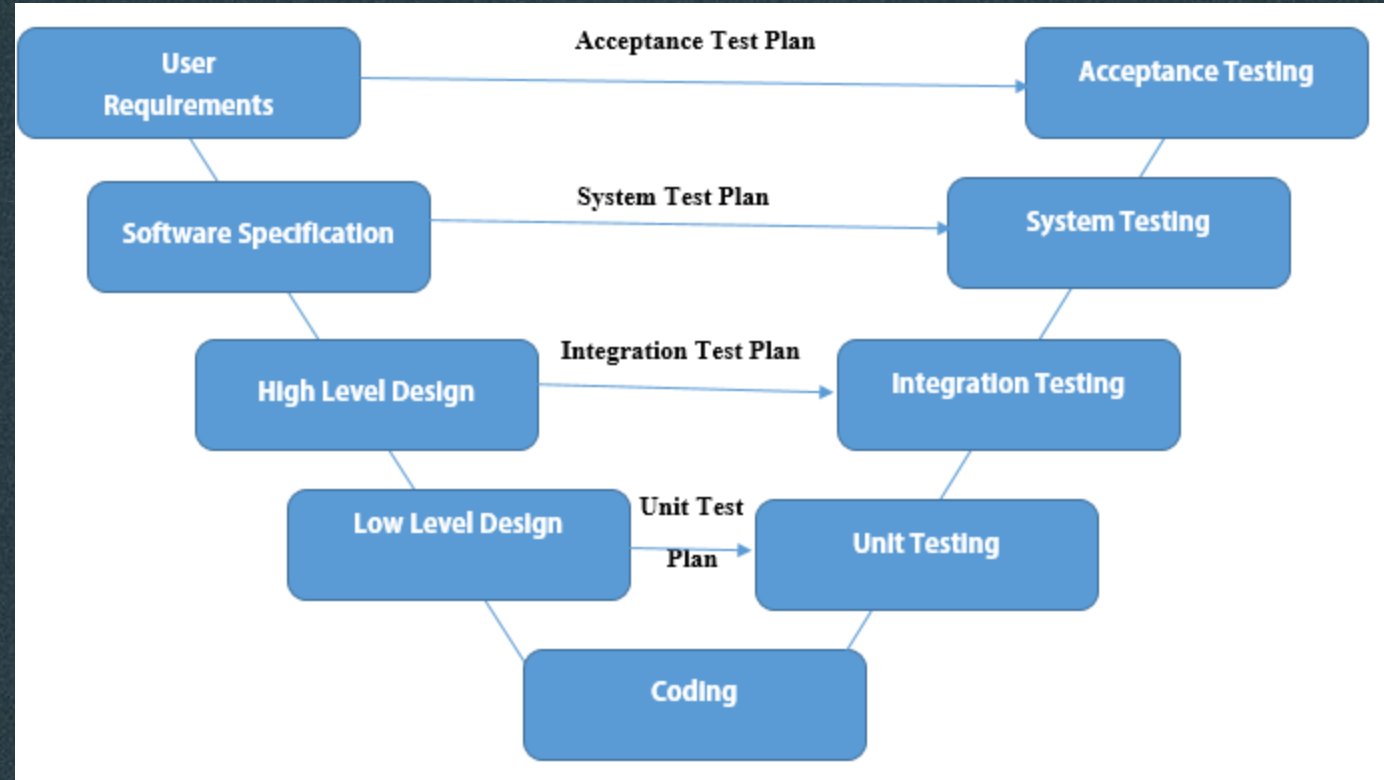 User
Requirements
Acceptance Test Plan
Acceptance Testing
Software Specification
System Test Plan
System Testing
High Level Design
Integration Test Plan
Integration Testing
Low Level Design
Unit Test
Plan
Unit Testing
Coding